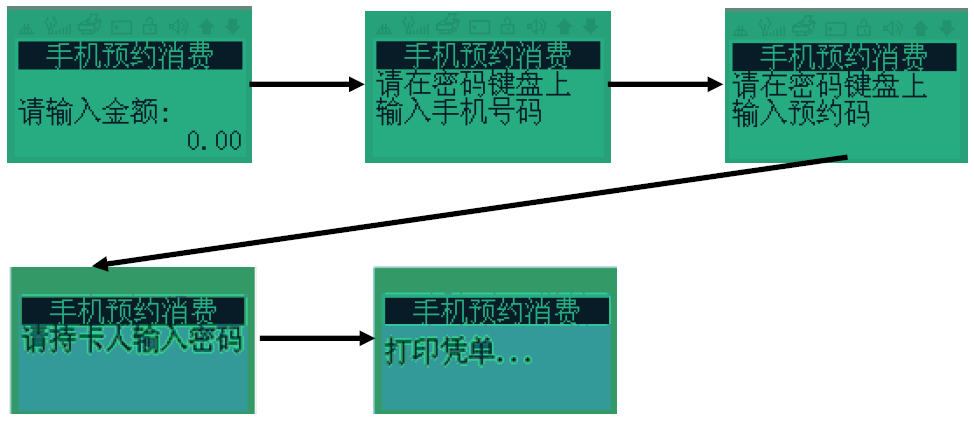 手机预约消费
请输入金额:
0.00
手机预约消费
请在密码键盘上
输入手机号码
手机预约消费
请在密码键盘上
输入预约码
手机预约消费
请持卡人输入密码
手机预约消费
打印凭单...